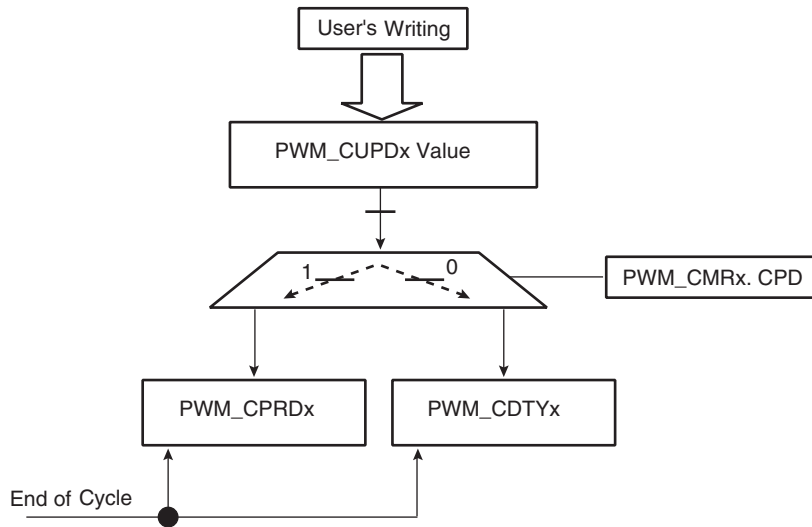 User's Writing
PWM_CUPDx Value
1
0
PWM_CMRx. CPD
PWM_CPRDx
PWM_CDTYx
End of Cycle